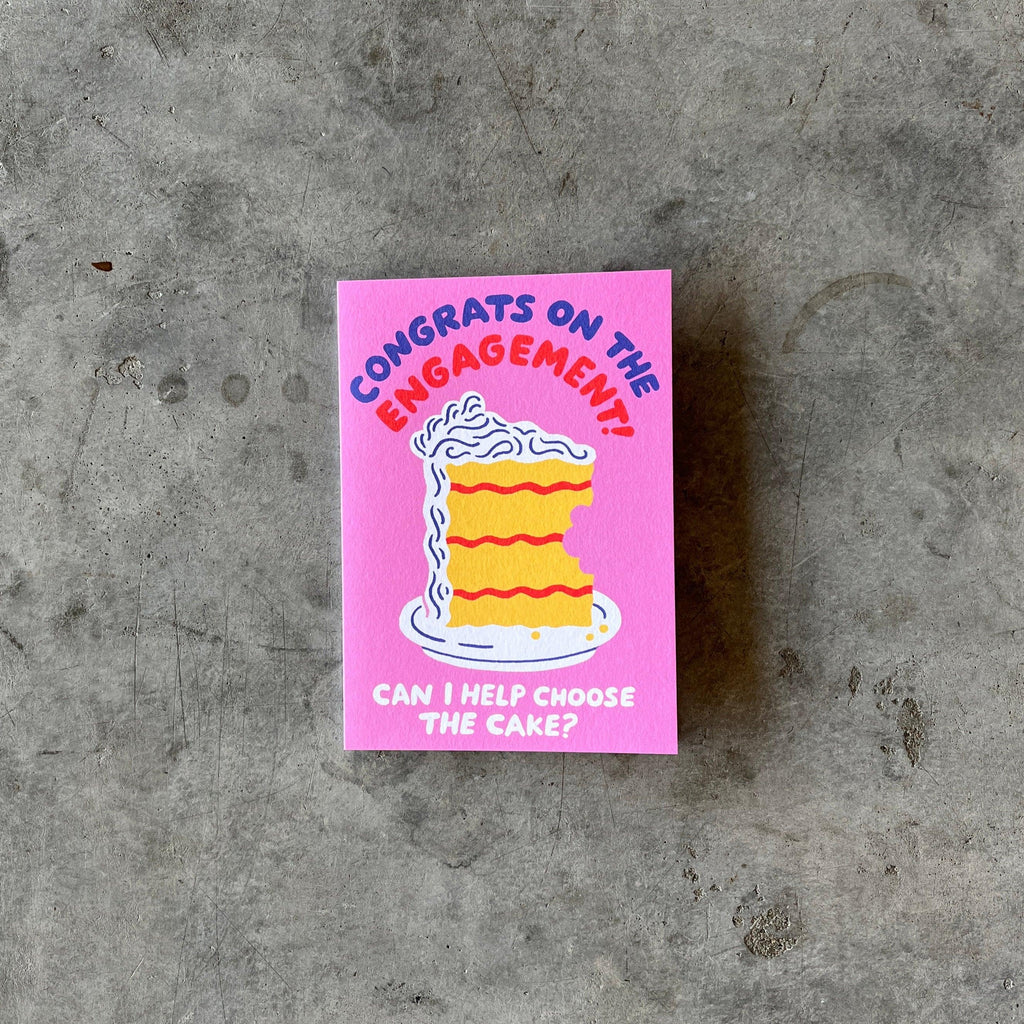 CONGRATS ON THE
ENGAGEMENT!
CAN I HELP CHOOSE
THE CAKE?